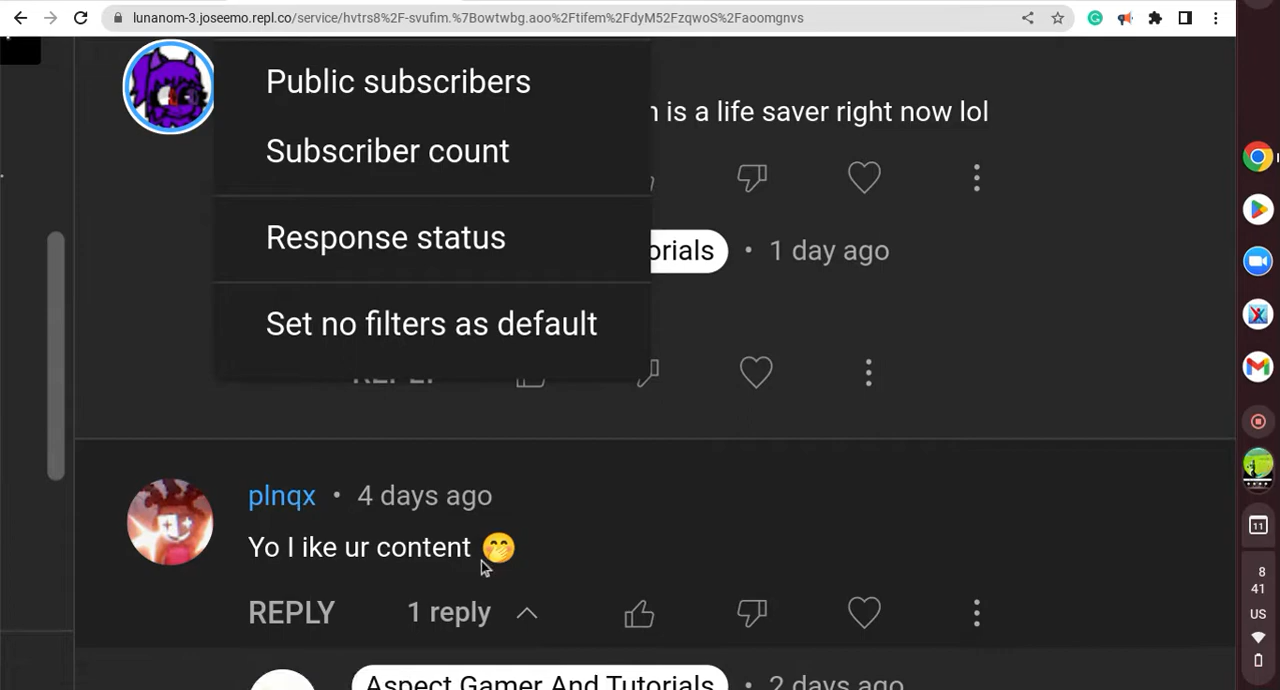 lunanom-3.joseemo.repl.co/service/hvtrs8%2F-svufim.%7Bowtwbg.aoo%2Ftifem%2FdyM52FzqwoS%2Faoomgnvs
Public subscribers
is a life saver right now lol
Subscriber count
Response status
orials • 1 day ago
Set no filters as default
plnqx • 4 days ago
Yo I ike ur content 🤭
REPLY 1 reply
Aspect Gamer And Tutorials • 2 days ago
11
8
41
US